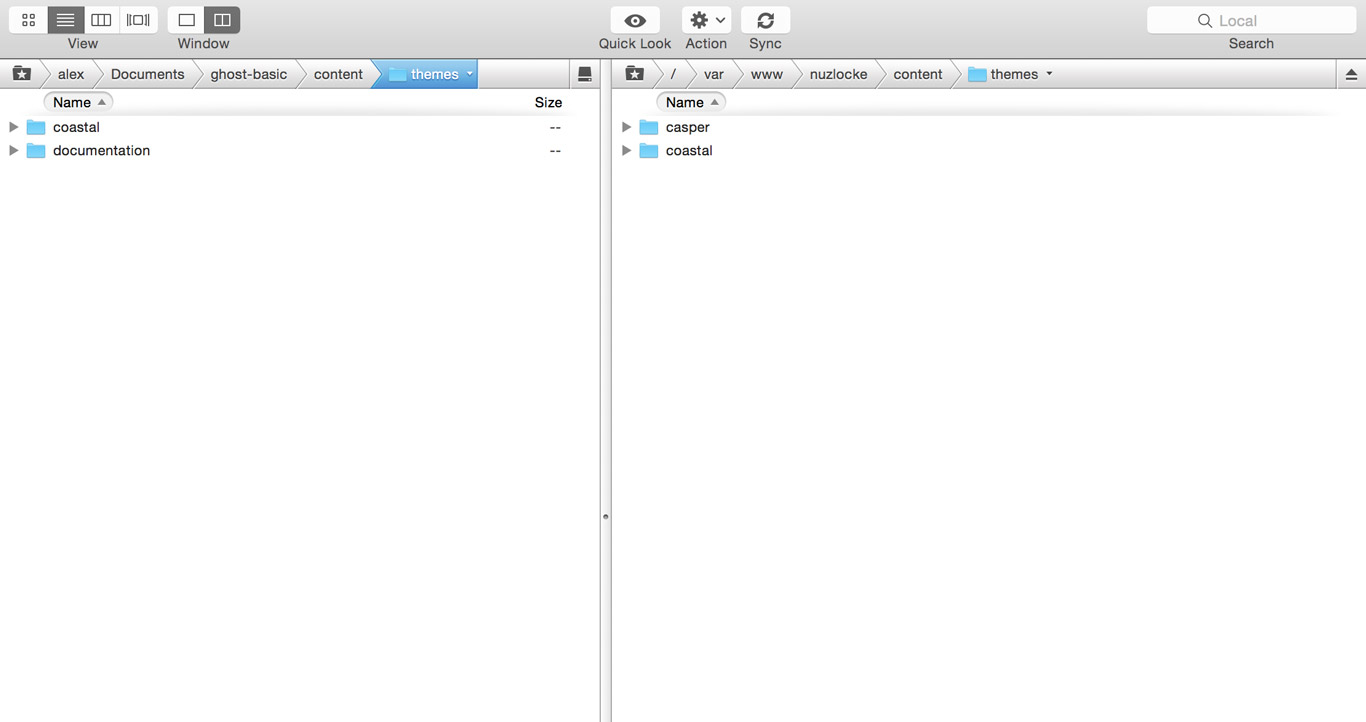 Local
View Window Quick Look Action Sync Search
alex Documents ghost-basic content themes
/ var www nuzlocke content themes
Name Size
coastal --
documentation --
Name
casper
coastal